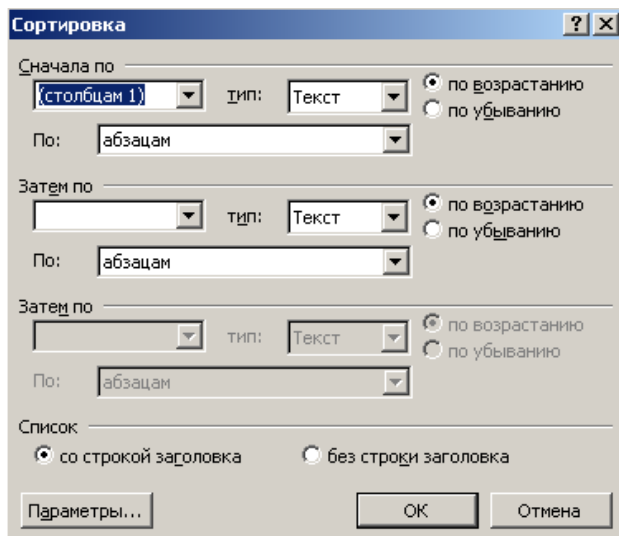 Сортировка
Сначала по
(столбцам 1) тип: Текст по возрастанию
по убыванию
По: абзацам
Затем по
тип: Текст по возрастанию
по убыванию
По: абзацам
Затем по
тип: Текст по возрастанию
по убыванию
По: абзацам
Список
со строкой заголовка без строки заголовка
Параметры... ОК Отмена